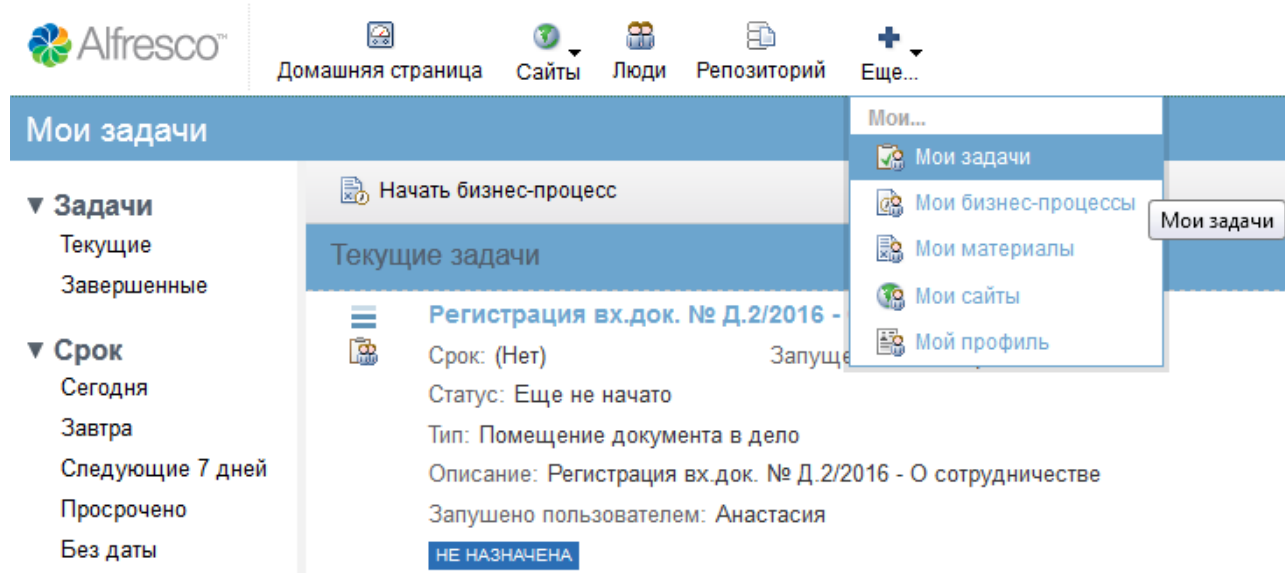 Alfresco™
Домашняя страница Сайты Люди Репозиторий Еще...
Мои задачи
Мои...
Мои задачи
Мои бизнес-процессы
Мои материалы
Мои сайты
Мой профиль
Мои задачи
Задачи
Текущие
Завершенные
Срок
Сегодня
Завтра
Следующие 7 дней
Просрочено
Без даты
Начать бизнес-процесс
Текущие задачи
Регистрация вх.док. № Д.2/2016 -
Срок: (Нет) Запуще
Статус: Еще не начато
Тип: Помещение документа в дело
Описание: Регистрация вх.док. № Д.2/2016 - О сотрудничестве
Запушено пользователем: Анастасия
НЕ НАЗНАЧЕНА